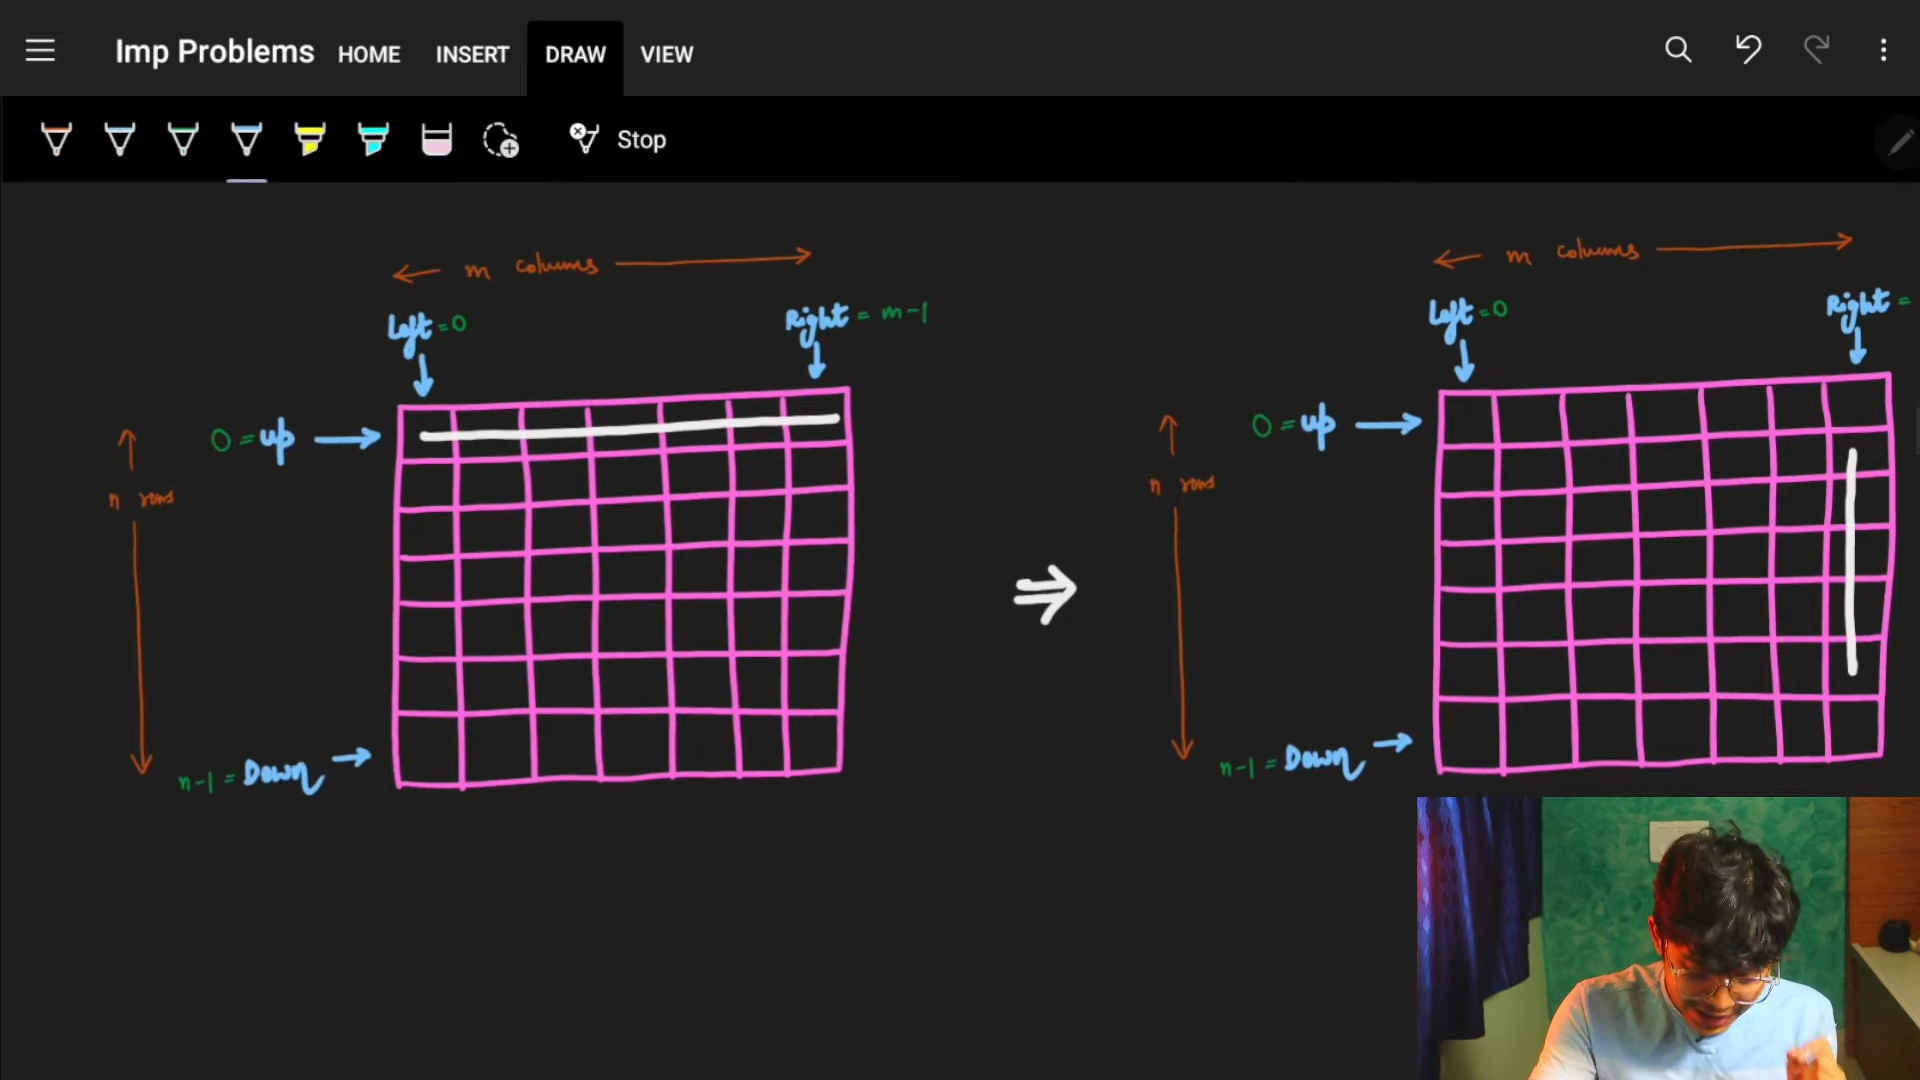 Imp Problems HOME INSERT DRAW VIEW
Stop
← m columns →
Left = 0
Right = m-1
0 = up →
n rows
n-1 = Down →
⇒
← m columns →
Left = 0
Right =
0 = up →
n rows
n-1 = Down →